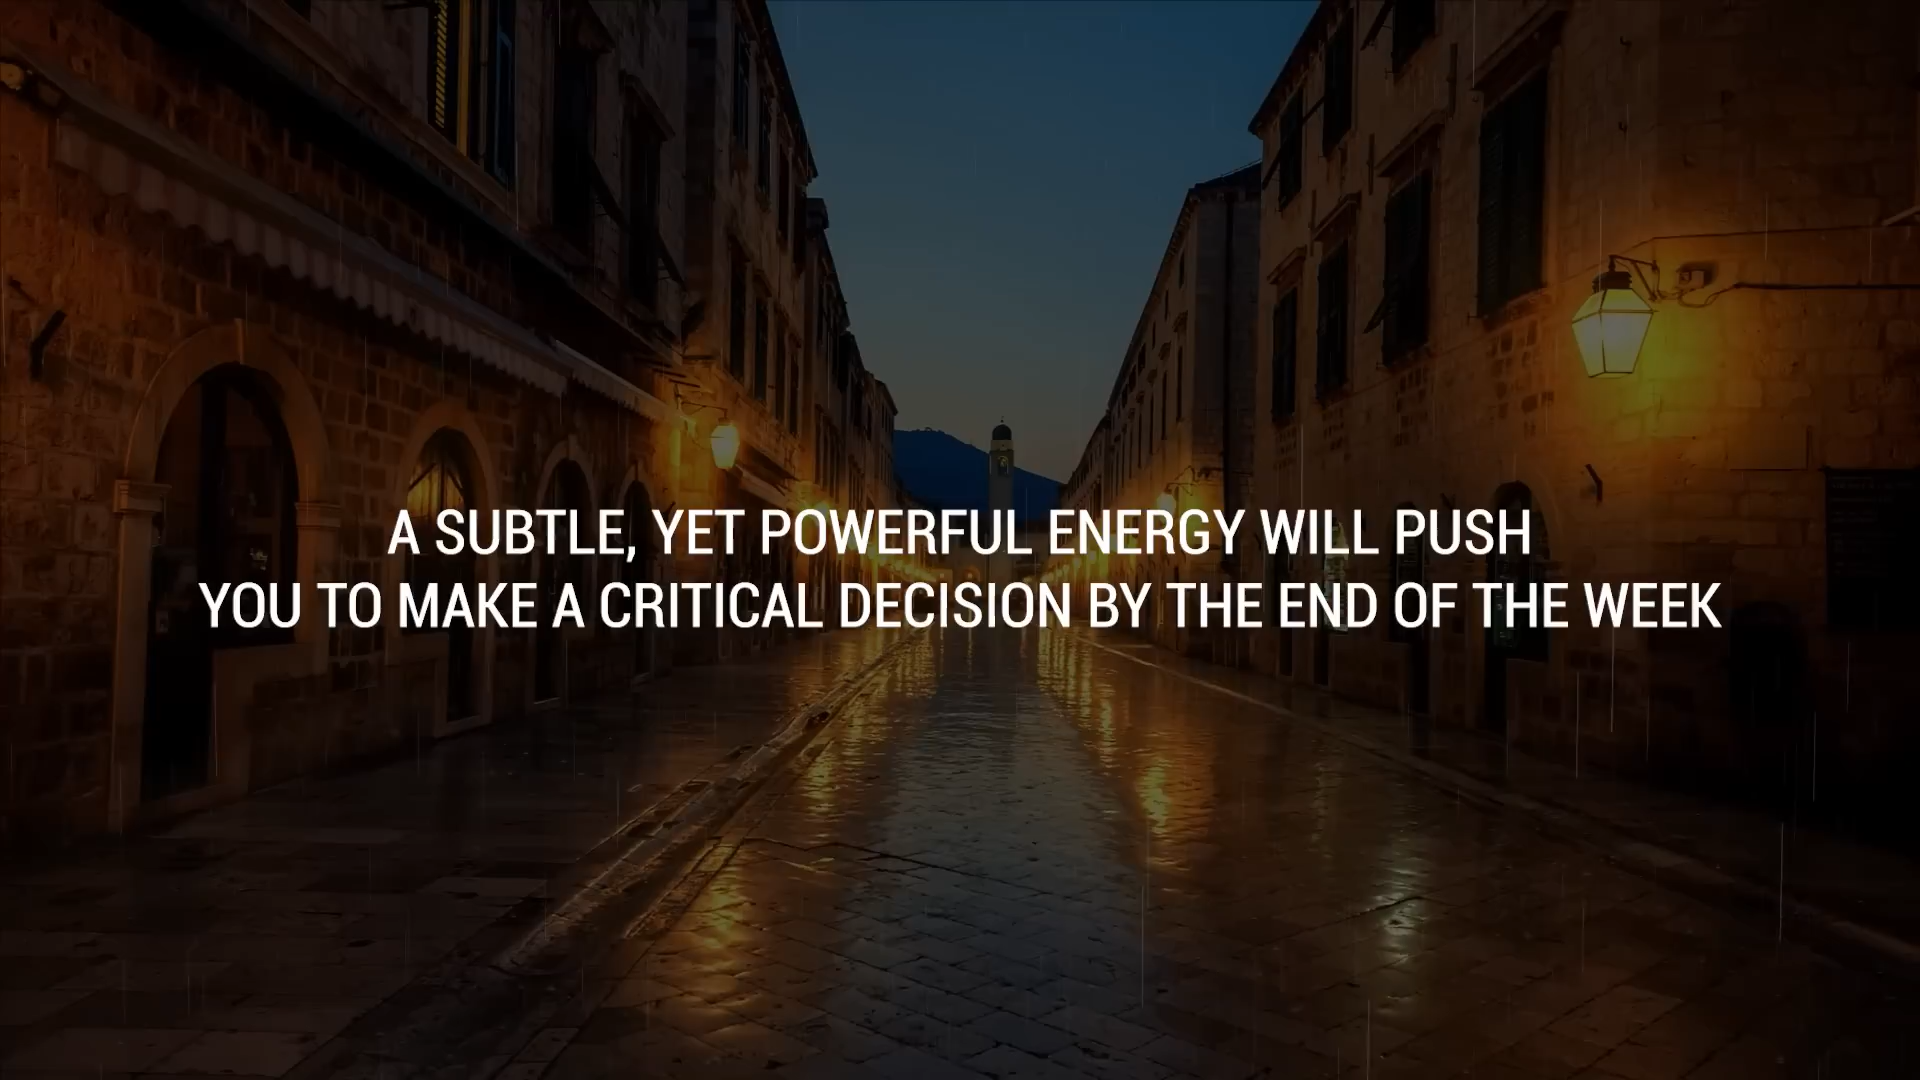 A SUBTLE, YET POWERFUL ENERGY WILL PUSH
YOU TO MAKE A CRITICAL DECISION BY THE END OF THE WEEK